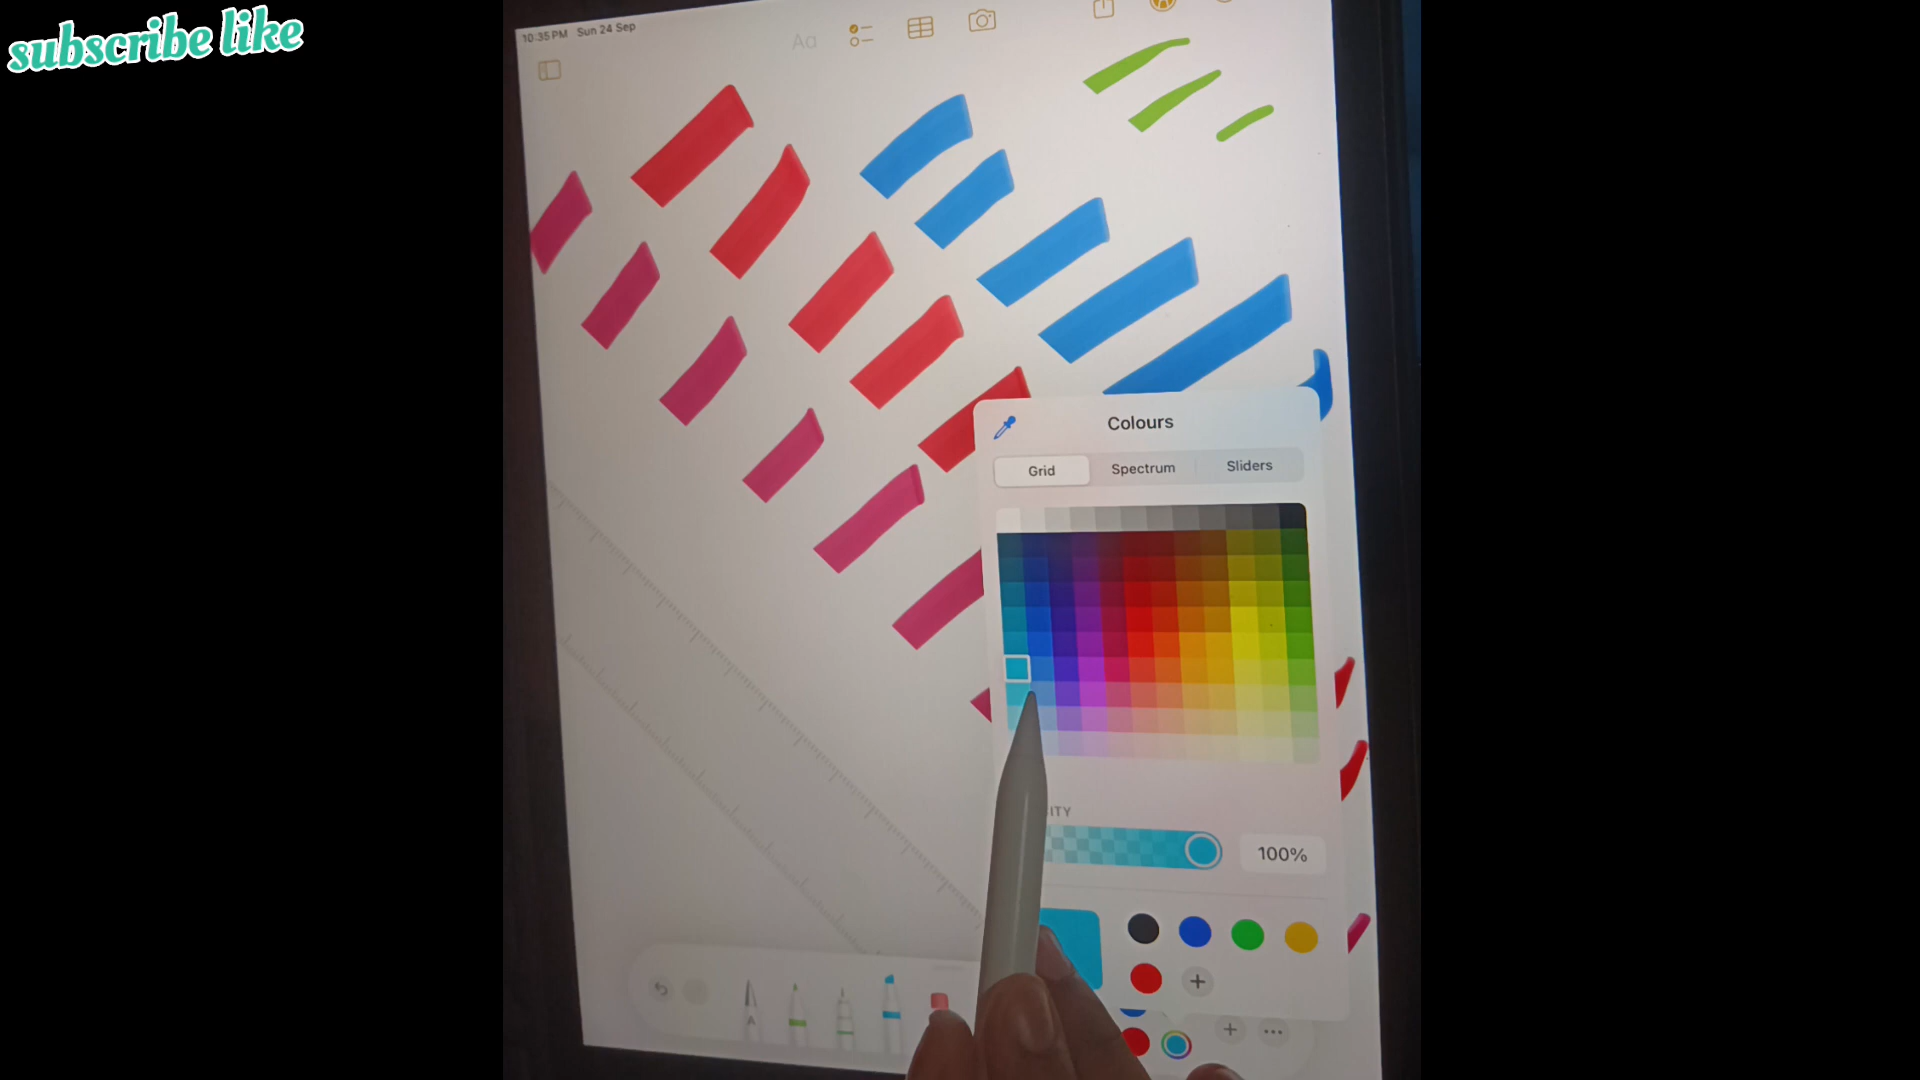 subscribe like
10:35 PM Sun 24 Sep
Aa
Colours
Grid Spectrum Sliders
ITY
100%
A